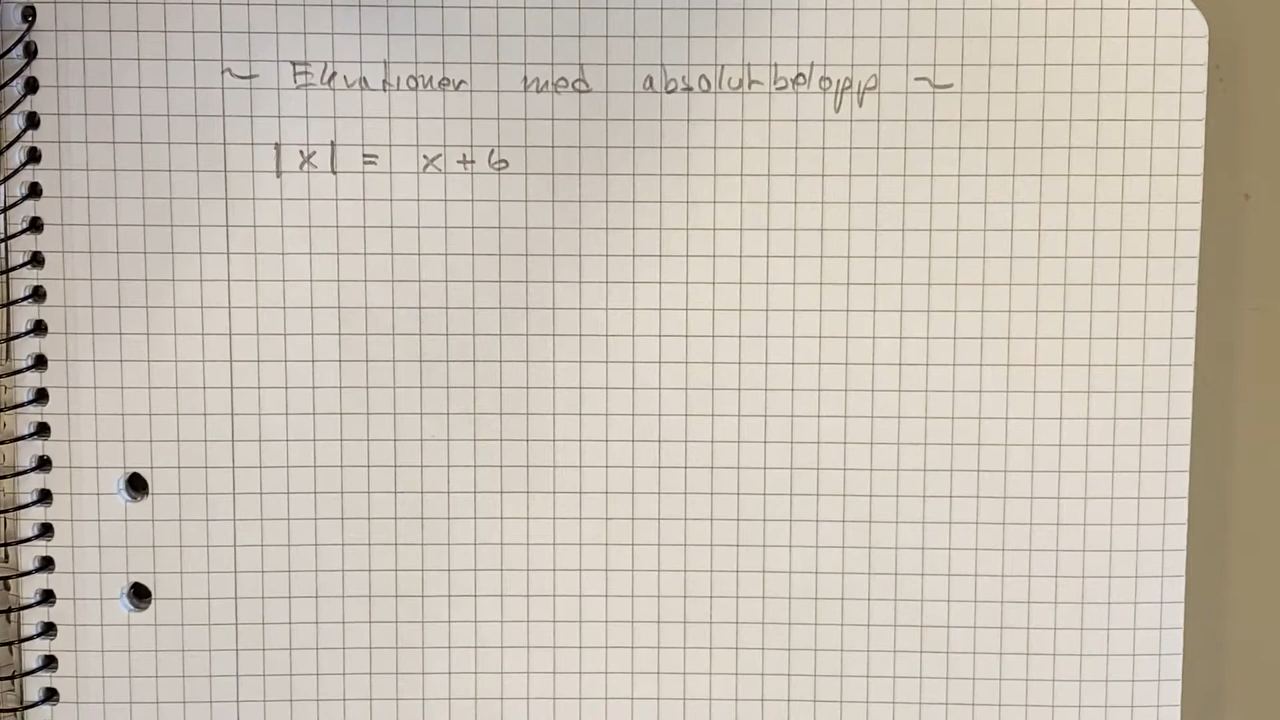 ~ Ekvationer med absolutbelopp ~
|x| = x + 6